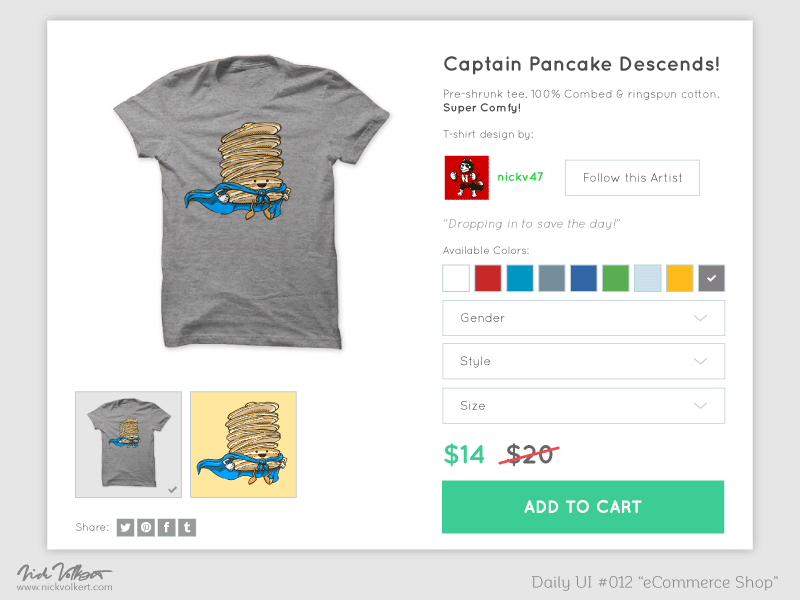 Captain Pancake Descends!
Pre-shrunk tee. 100% Combed & ringspun cotton.
Super Comfy!
T-shirt design by:
nickv47
Follow this Artist
"Dropping in to save the day!"
Available Colors:
Gender
Style
Size
$14 $20
ADD TO CART
Share:
Nick Volkert
www.nickvolkert.com
Daily UI #012 "eCommerce Shop"